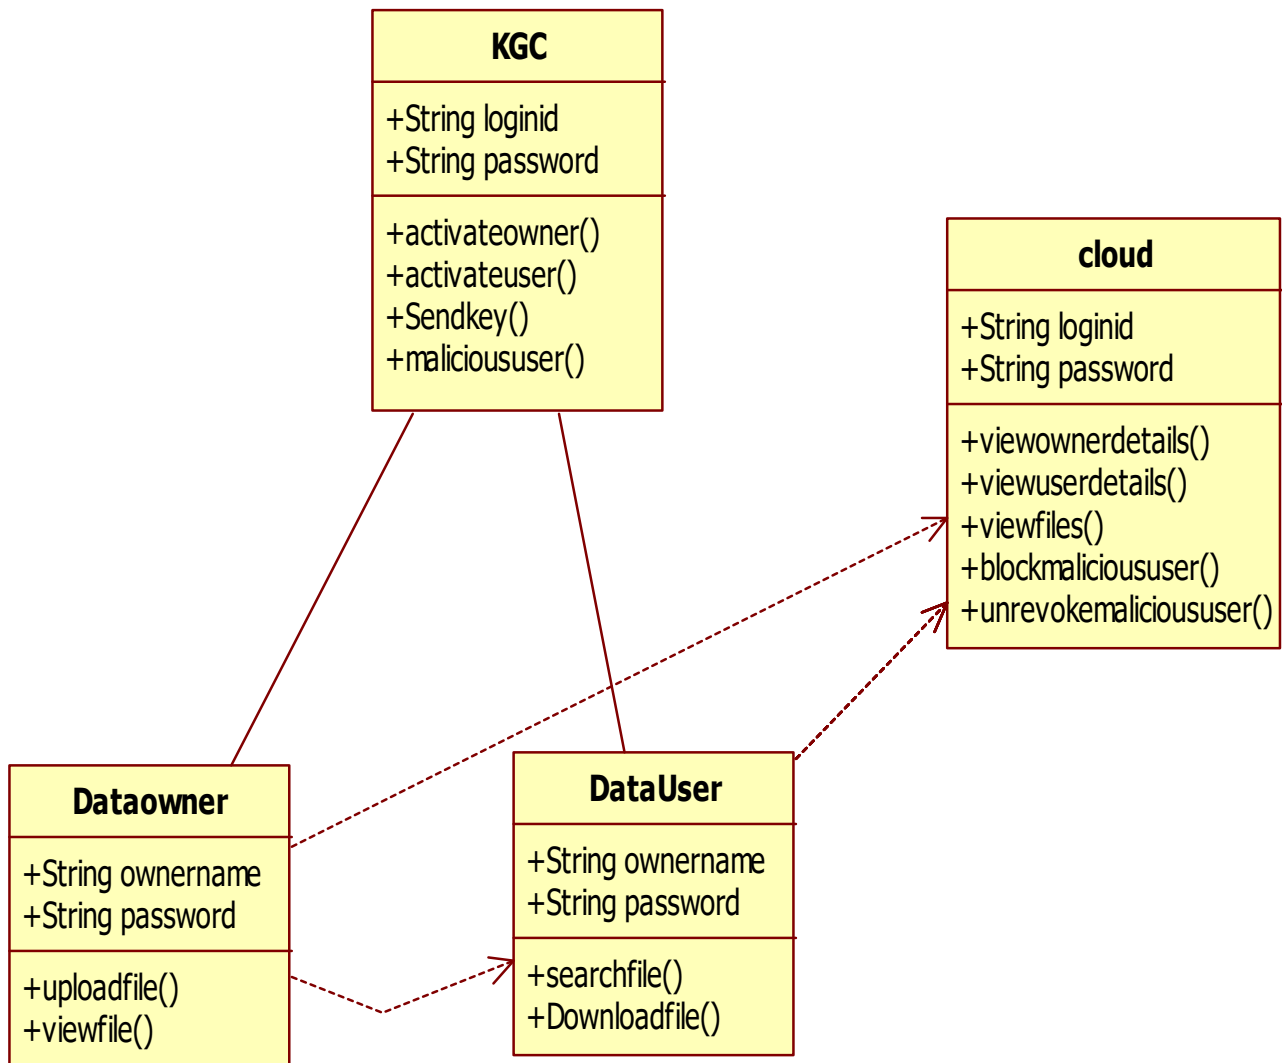 KGC
+String loginid
+String password
+activateowner()
+activateuser()
+Sendkey()
+malicioususer()
cloud
+String loginid
+String password
+viewownerdetails()
+viewuserdetails()
+viewfiles()
+blockmalicioususer()
+unrevokemalicioususer()
Dataowner
+String ownername
+String password
+uploadfile()
+viewfile()
DataUser
+String ownername
+String password
+searchfile()
+Downloadfile()